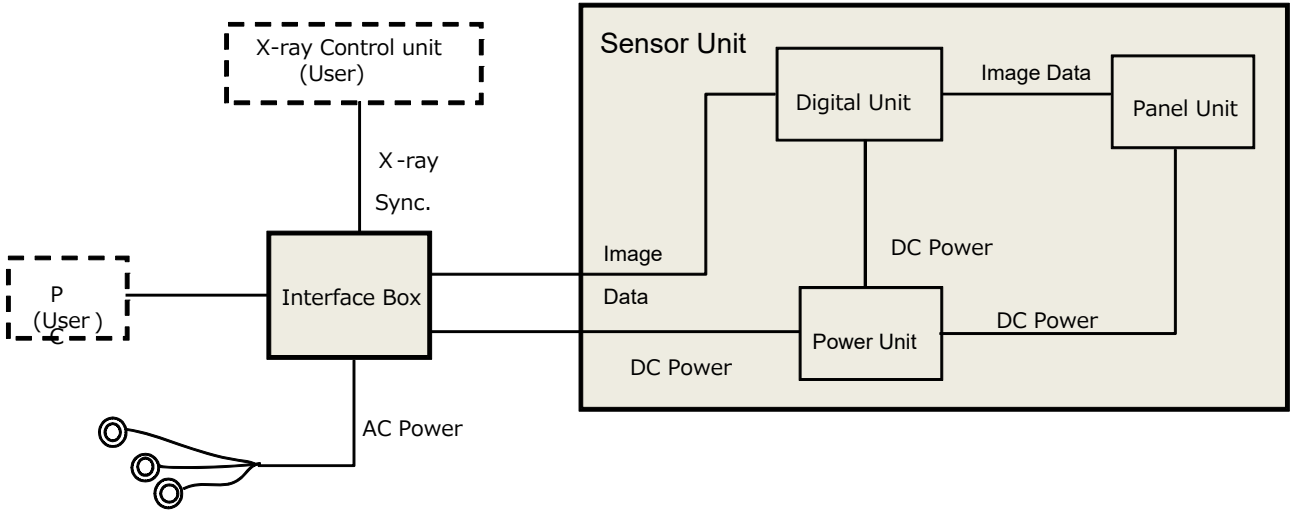 X-ray Control unit
(User)
Sensor Unit
Digital Unit
Image Data
Panel Unit
X-ray
Sync.
Image
Data
DC Power
PC
(User)
Interface Box
Power Unit
DC Power
DC Power
AC Power